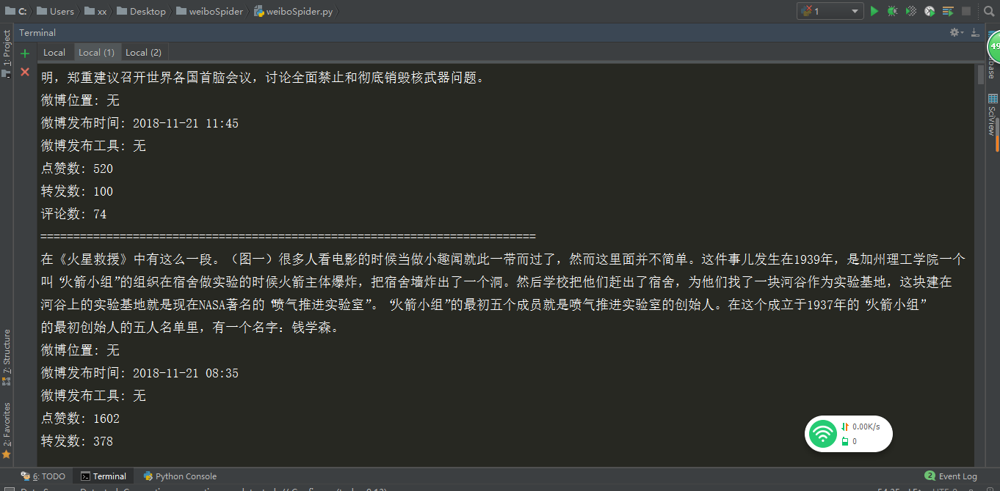 C: Users xx Desktop weiboSpider weiboSpider.py 1
Terminal
Local Local (1) Local (2)
明，郑重建议召开世界各国首脑会议，讨论全面禁止和彻底销毁核武器问题。
微博位置: 无
微博发布时间: 2018-11-21 11:45
微博发布工具: 无
点赞数: 520
转发数: 100
评论数: 74
===========================================================================
在《火星救援》中有这么一段。（图一）很多人看电影的时候当做小趣闻就此一带而过了，然而这里面并不简单。这件事儿发生在1939年，是加州理工学院一个
叫“火箭小组”的组织在宿舍做实验的时候火箭主体爆炸，把宿舍墙炸出了一个洞。然后学校把他们赶出了宿舍，为他们找了一块河谷作为实验基地，这块建在
河谷上的实验基地就是现在NASA著名的“喷气推进实验室”。“火箭小组”的最初五个成员就是喷气推进实验室的创始人。在这个成立于1937年的“火箭小组”
的最初创始人的五人名单里，有一个名字：钱学森。
微博位置: 无
微博发布时间: 2018-11-21 08:35
微博发布工具: 无
点赞数: 1602
转发数: 378
1: Project
7: Structure
2: Favorites
49
SciView
0.00K/s
0
6: TODO Terminal Python Console 2 Event Log